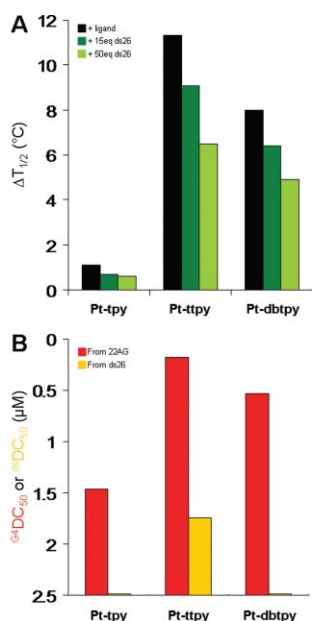 A
+ ligand
+ 15eq ds26
+ 50eq ds26
12
10
8
6
4
2
0
ΔT1/2 (°C)
Pt-tpy Pt-ttpy Pt-dbtpy
B
From 22AG
From ds26
0
0.5
1
1.5
2
2.5
G4DC50 or dsDC50 (µM)
Pt-tpy Pt-ttpy Pt-dbtpy